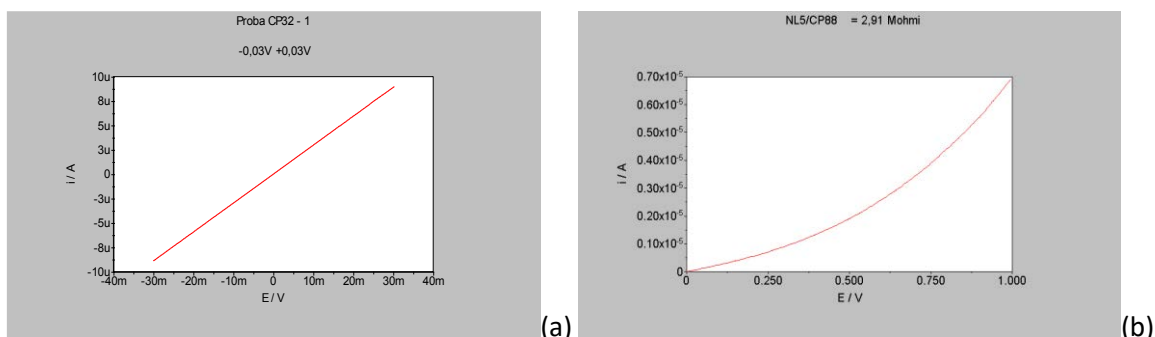 Proba CP32 - 1
-0,03V +0,03V
10u
8u
5u
3u
0
-3u
-5u
-8u
-10u
-40m -30m -20m -10m 0 10m 20m 30m 40m
i / A
E / V
(a)
NL5/CP88 = 2,91 Mohmi
0.70x10-5
0.60x10-5
0.50x10-5
0.40x10-5
0.30x10-5
0.20x10-5
0.10x10-5
0
0 0.250 0.500 0.750 1.000
i / A
E / V
(b)